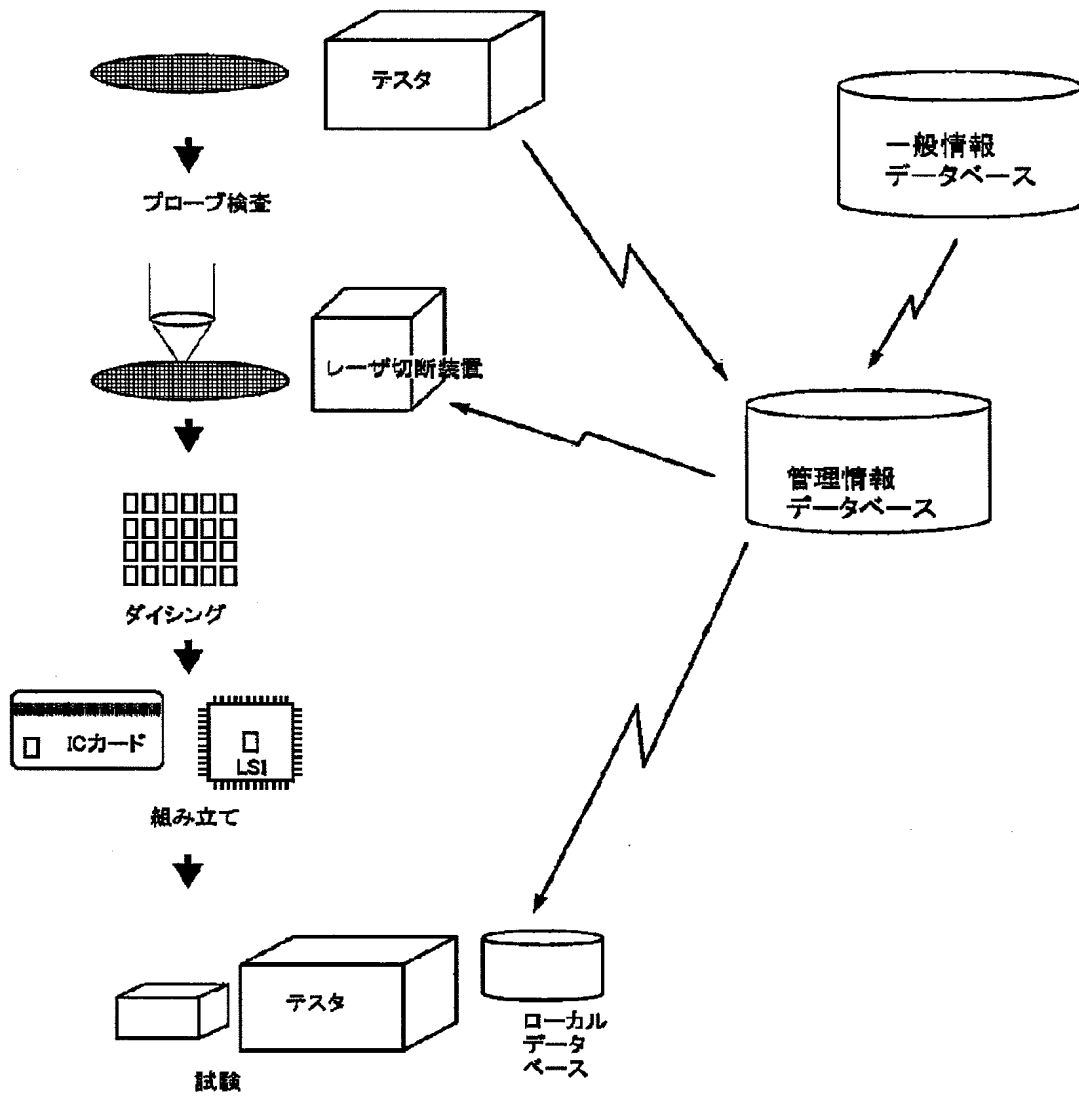 テスタ
一般情報
データベース
プローブ検査
レーザ切断装置
管理情報
データベース
ダイシング
ICカード
LSI
組み立て
テスタ
ローカル
データ
ベース
試験